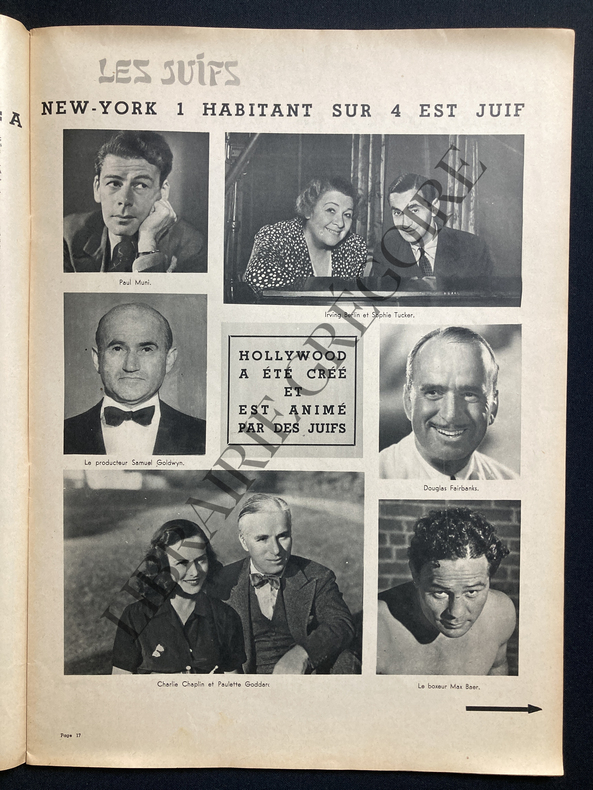 LES JUIFS
A
NEW-YORK 1 HABITANT SUR 4 EST JUIF
Paul Muni.
Irving Berlin et Sophie Tucker.
HOLLYWOOD
A ÉTÉ CRÉÉ
ET
EST ANIMÉ
PAR DES JUIFS
Le producteur Samuel Goldwyn.
Douglas Fairbanks.
Charlie Chaplin et Paulette Goddard
Le boxeur Max Baer.
Page 17
LIBRAIRIE GRÉGOIRE